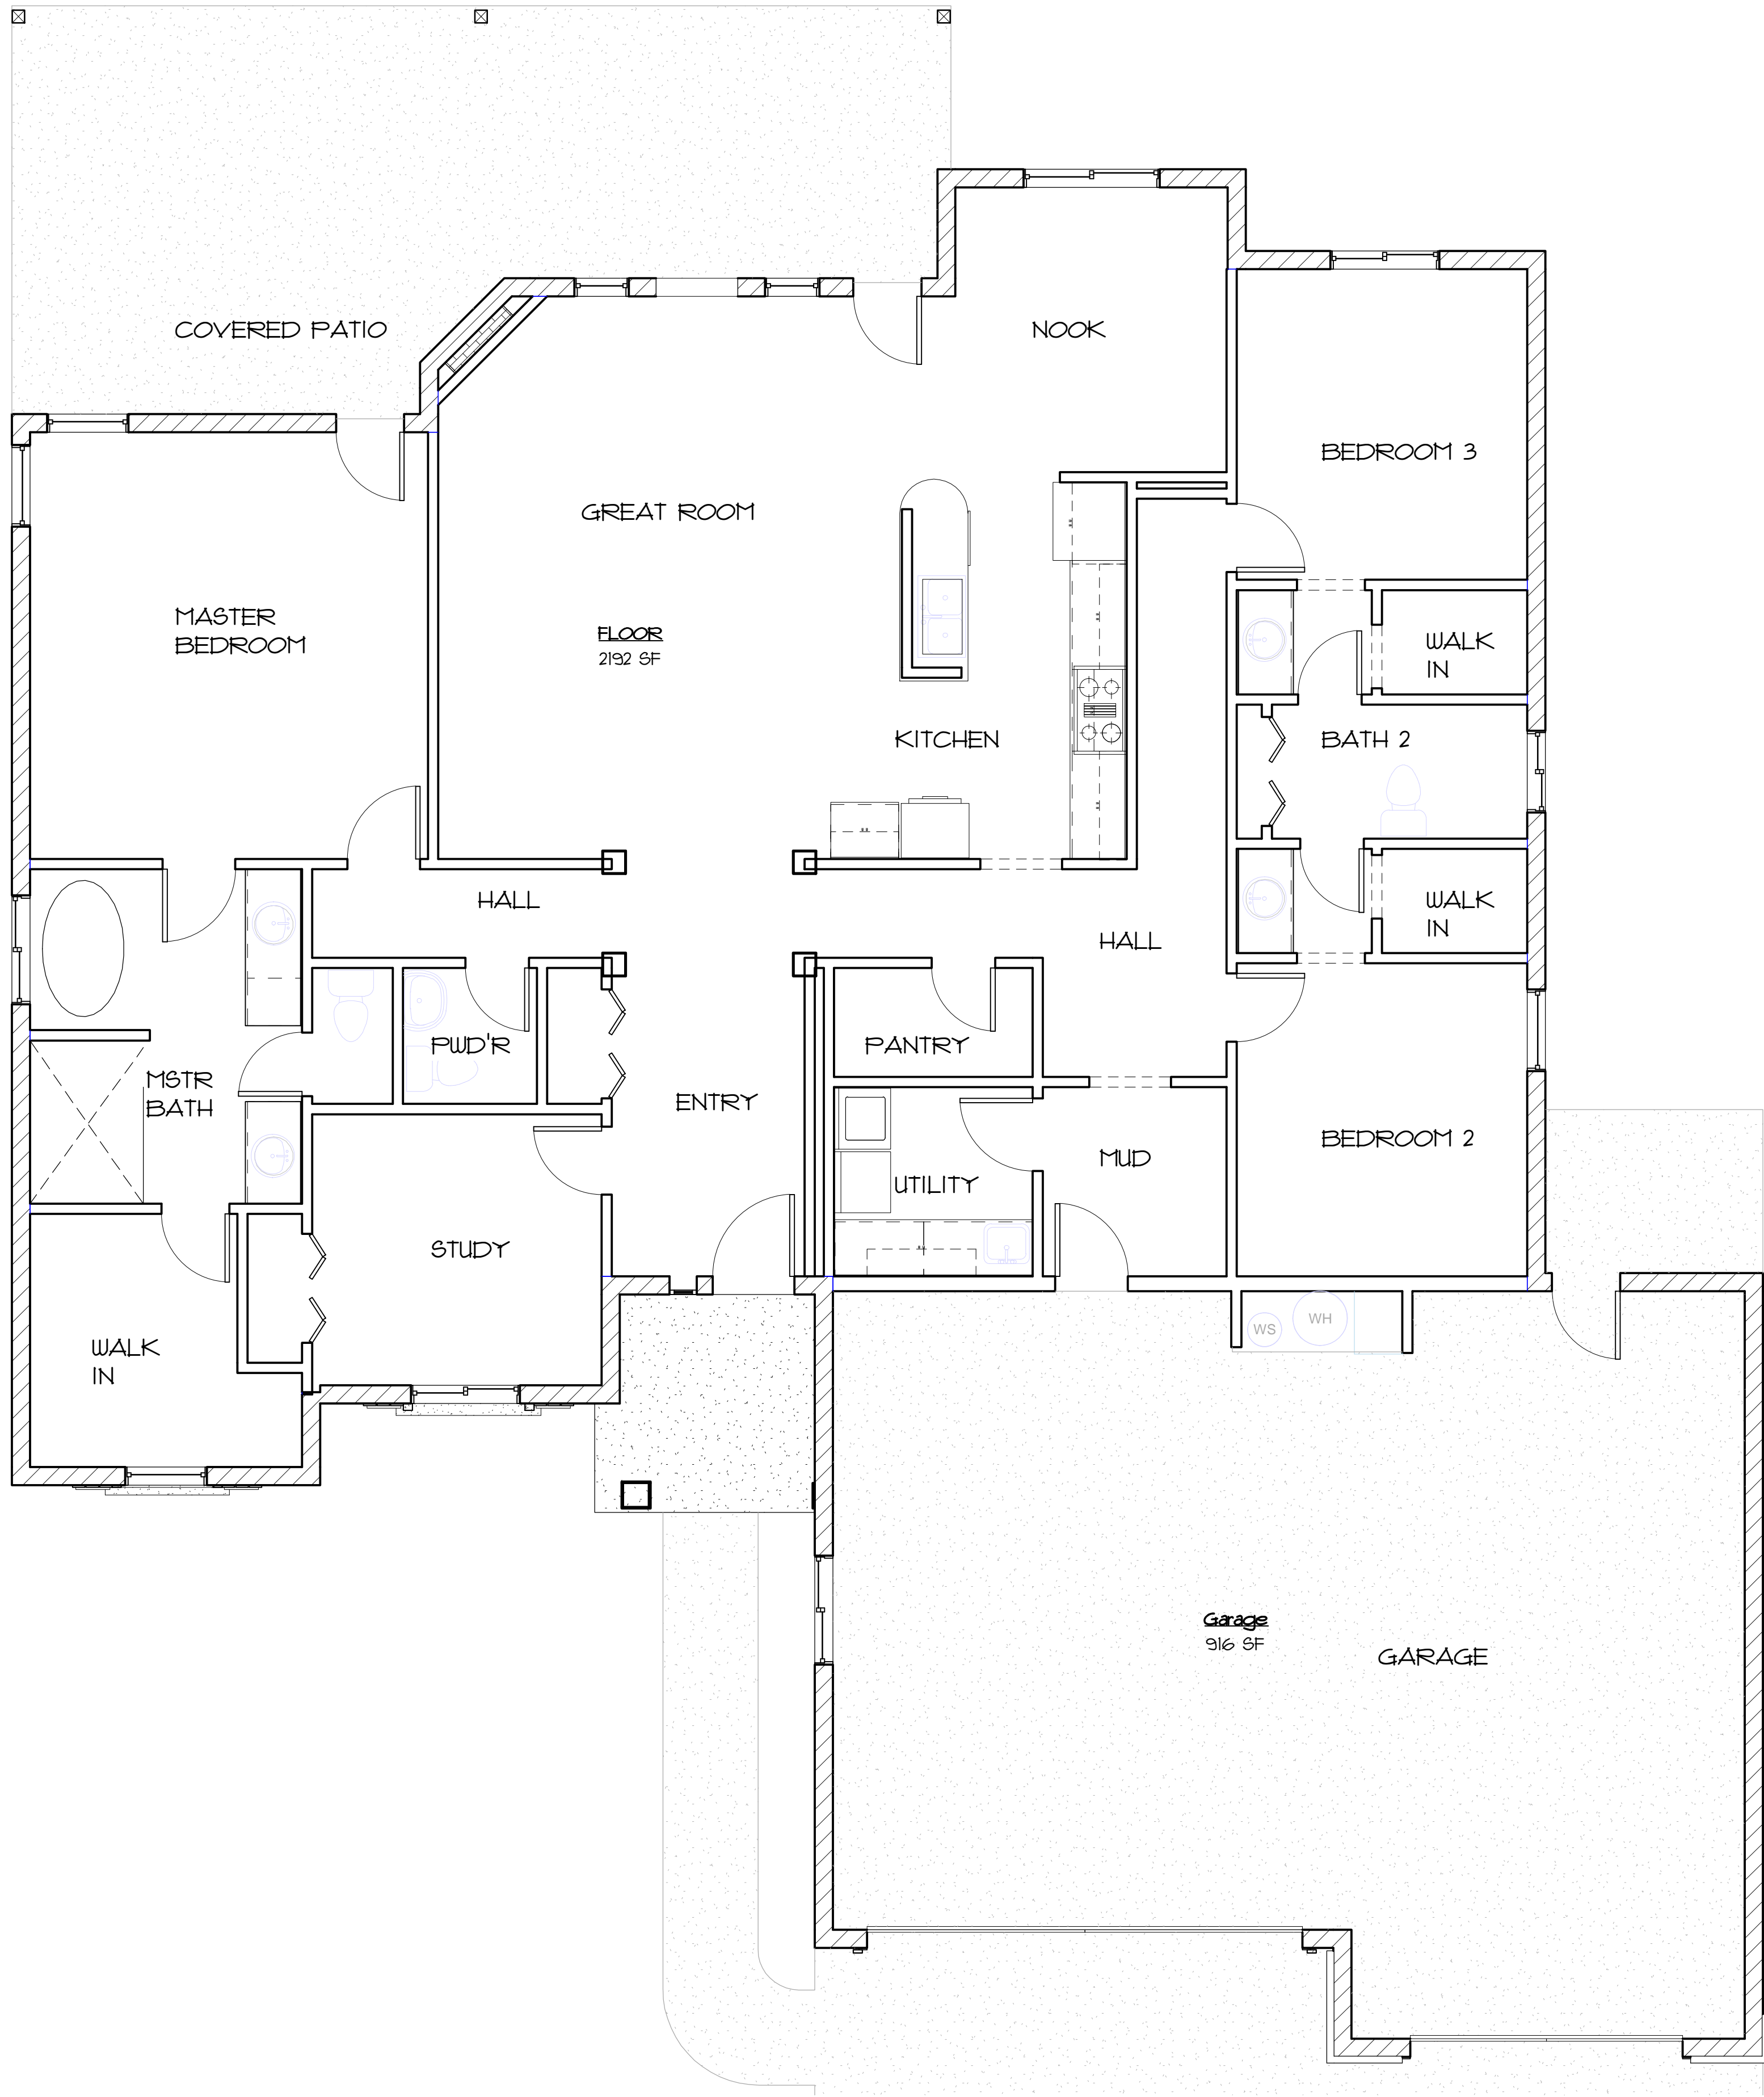 COVERED PATIO
NOOK
BEDROOM 3
GREAT ROOM
MASTER
BEDROOM
FLOOR
2192 SF
WALK
IN
KITCHEN
BATH 2
HALL
WALK
IN
HALL
PWD'R
PANTRY
MSTR
BATH
ENTRY
BEDROOM 2
MUD
UTILITY
STUDY
WS
WH
WALK
IN
Garage
916 SF
GARAGE